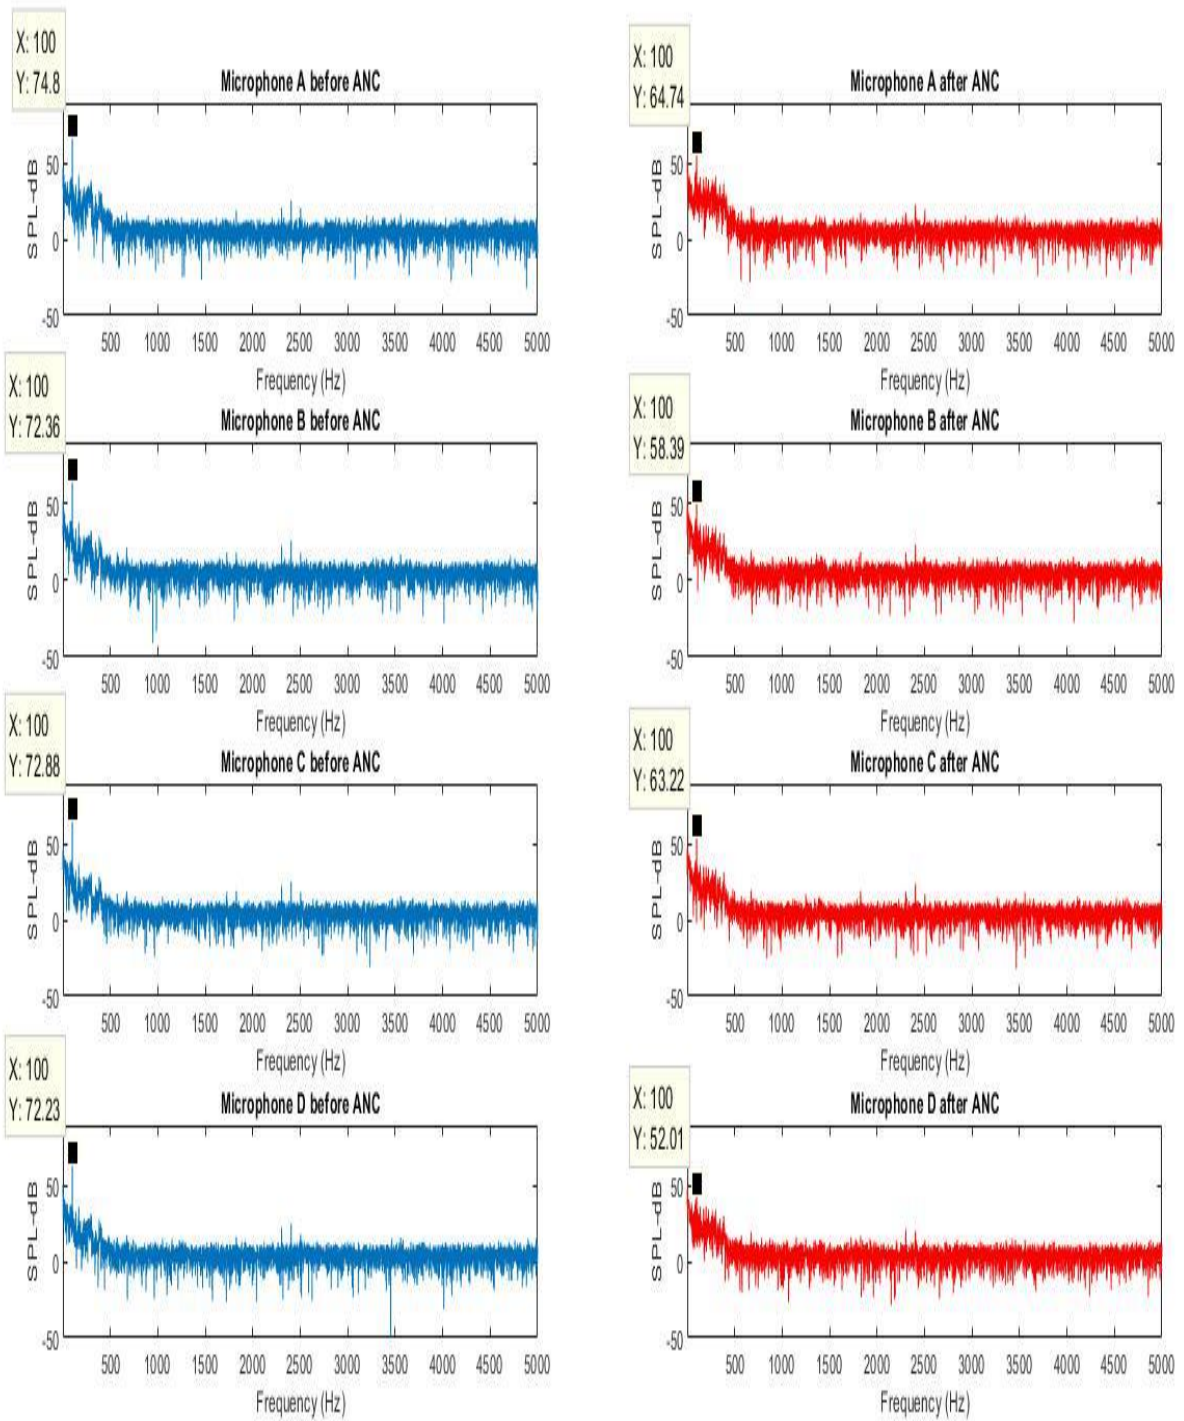 X: 100
Y: 74.8
Microphone A before ANC
SPL-dB
50
0
-50
500 1000 1500 2000 2500 3000 3500 4000 4500 5000
Frequency (Hz)
X: 100
Y: 64.74
Microphone A after ANC
SPL-dB
50
0
-50
500 1000 1500 2000 2500 3000 3500 4000 4500 5000
Frequency (Hz)
X: 100
Y: 72.36
Microphone B before ANC
SPL-dB
50
0
-50
500 1000 1500 2000 2500 3000 3500 4000 4500 5000
Frequency (Hz)
X: 100
Y: 58.39
Microphone B after ANC
SPL-dB
50
0
-50
500 1000 1500 2000 2500 3000 3500 4000 4500 5000
Frequency (Hz)
X: 100
Y: 72.88
Microphone C before ANC
SPL-dB
50
0
-50
500 1000 1500 2000 2500 3000 3500 4000 4500 5000
Frequency (Hz)
X: 100
Y: 63.22
Microphone C after ANC
SPL-dB
50
0
-50
500 1000 1500 2000 2500 3000 3500 4000 4500 5000
Frequency (Hz)
X: 100
Y: 72.23
Microphone D before ANC
SPL-dB
50
0
-50
500 1000 1500 2000 2500 3000 3500 4000 4500 5000
Frequency (Hz)
X: 100
Y: 52.01
Microphone D after ANC
SPL-dB
50
0
-50
500 1000 1500 2000 2500 3000 3500 4000 4500 5000
Frequency (Hz)